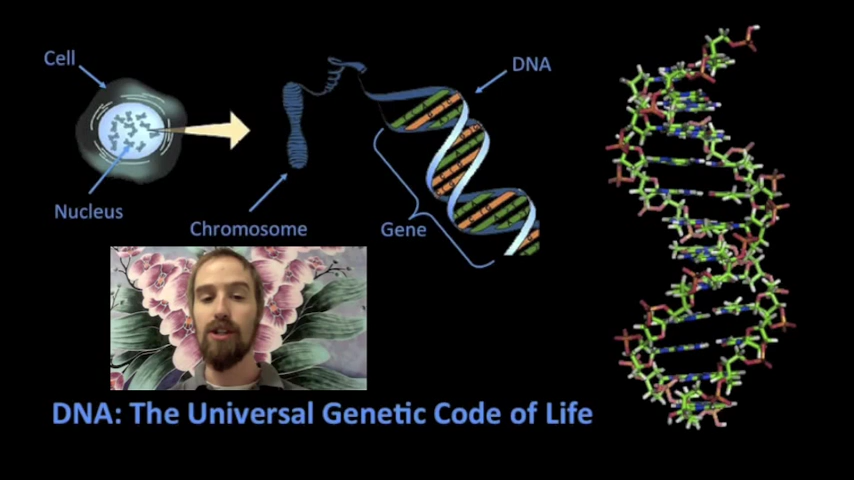 Cell
DNA
Nucleus
Chromosome
Gene
DNA: The Universal Genetic Code of Life